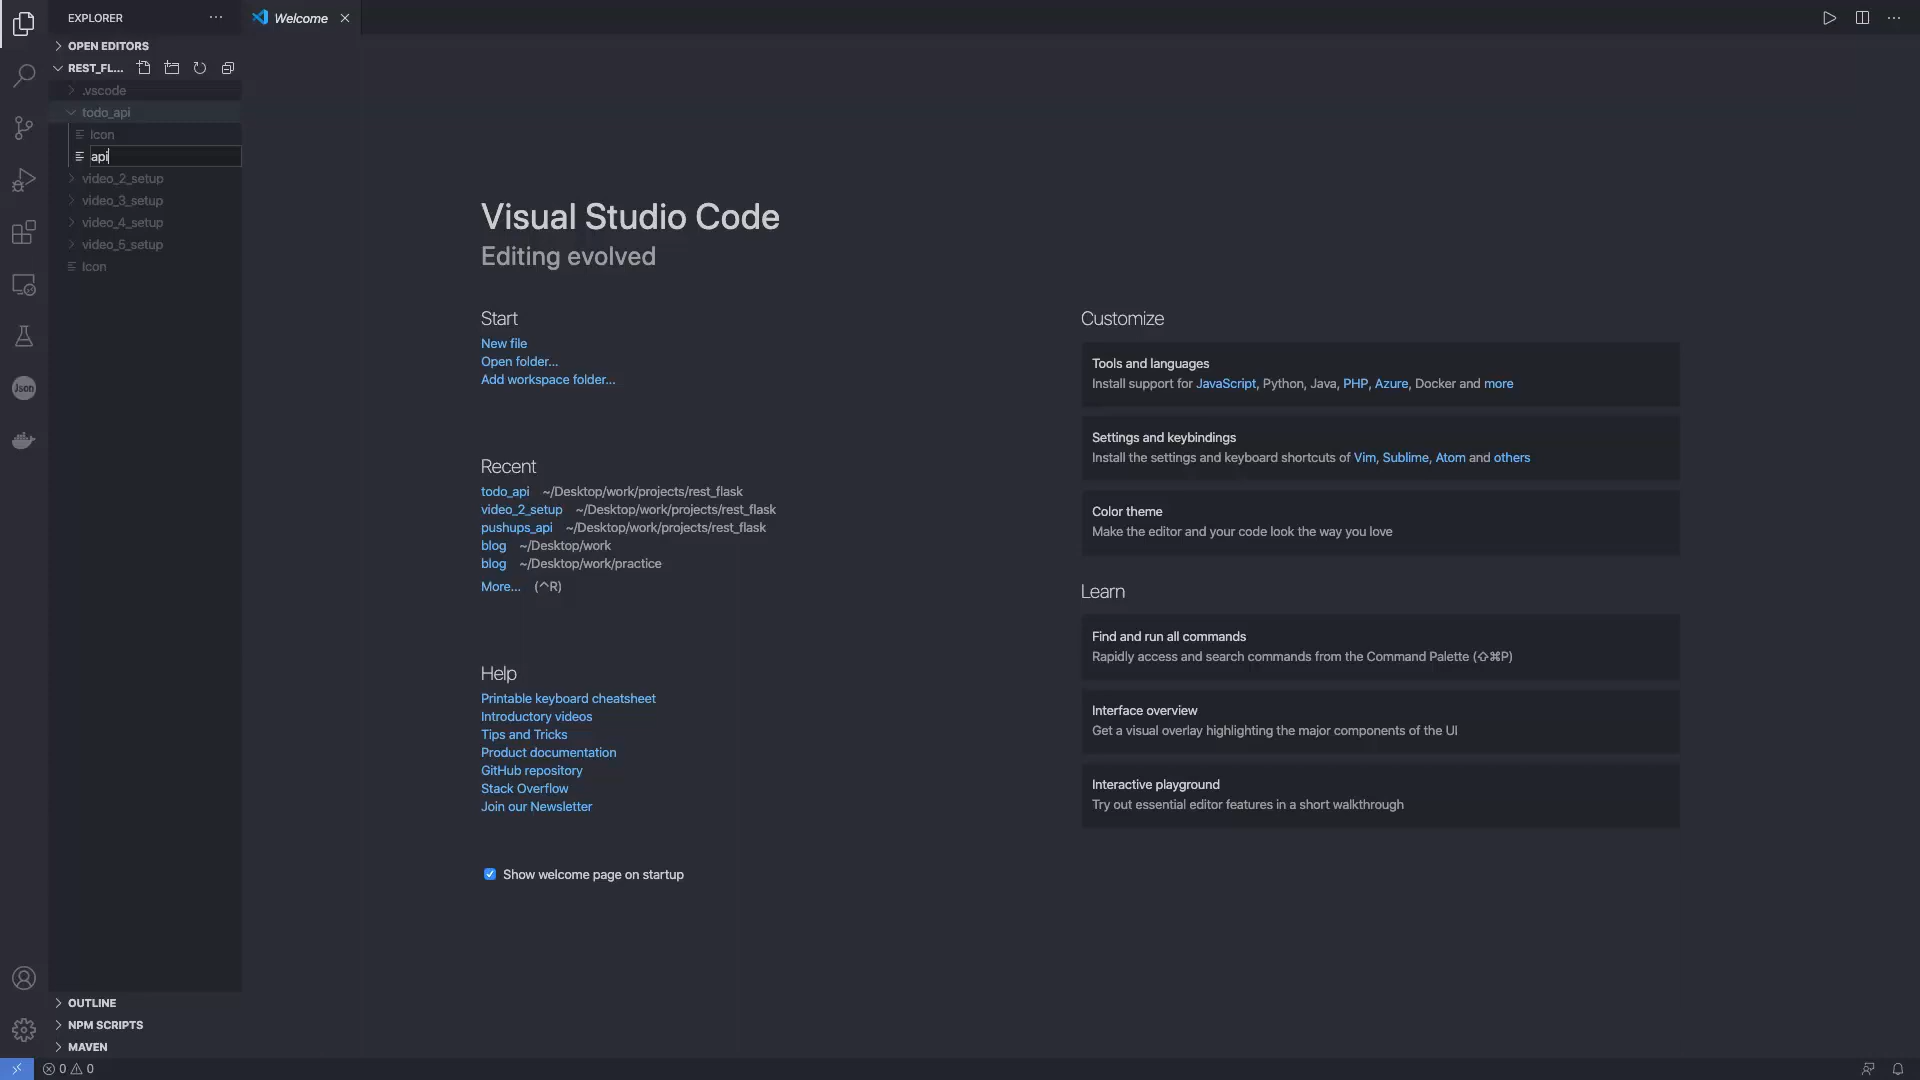 EXPLORER
Welcome
OPEN EDITORS
REST_FL...
.vscode
todo_api
Icon
api
video_2_setup
video_3_setup
video_4_setup
video_5_setup
Icon
Visual Studio Code
Editing evolved
Start
New file
Open folder...
Add workspace folder...
Recent
todo_api ~/Desktop/work/projects/rest_flask
video_2_setup ~/Desktop/work/projects/rest_flask
pushups_api ~/Desktop/work/projects/rest_flask
blog ~/Desktop/work
blog ~/Desktop/work/practice
More... (^R)
Help
Printable keyboard cheatsheet
Introductory videos
Tips and Tricks
Product documentation
GitHub repository
Stack Overflow
Join our Newsletter
Show welcome page on startup
Customize
Tools and languages
Install support for JavaScript, Python, Java, PHP, Azure, Docker and more
Settings and keybindings
Install the settings and keyboard shortcuts of Vim, Sublime, Atom and others
Color theme
Make the editor and your code look the way you love
Learn
Find and run all commands
Rapidly access and search commands from the Command Palette (⇧⌘P)
Interface overview
Get a visual overlay highlighting the major components of the UI
Interactive playground
Try out essential editor features in a short walkthrough
Json
OUTLINE
NPM SCRIPTS
MAVEN
0 0